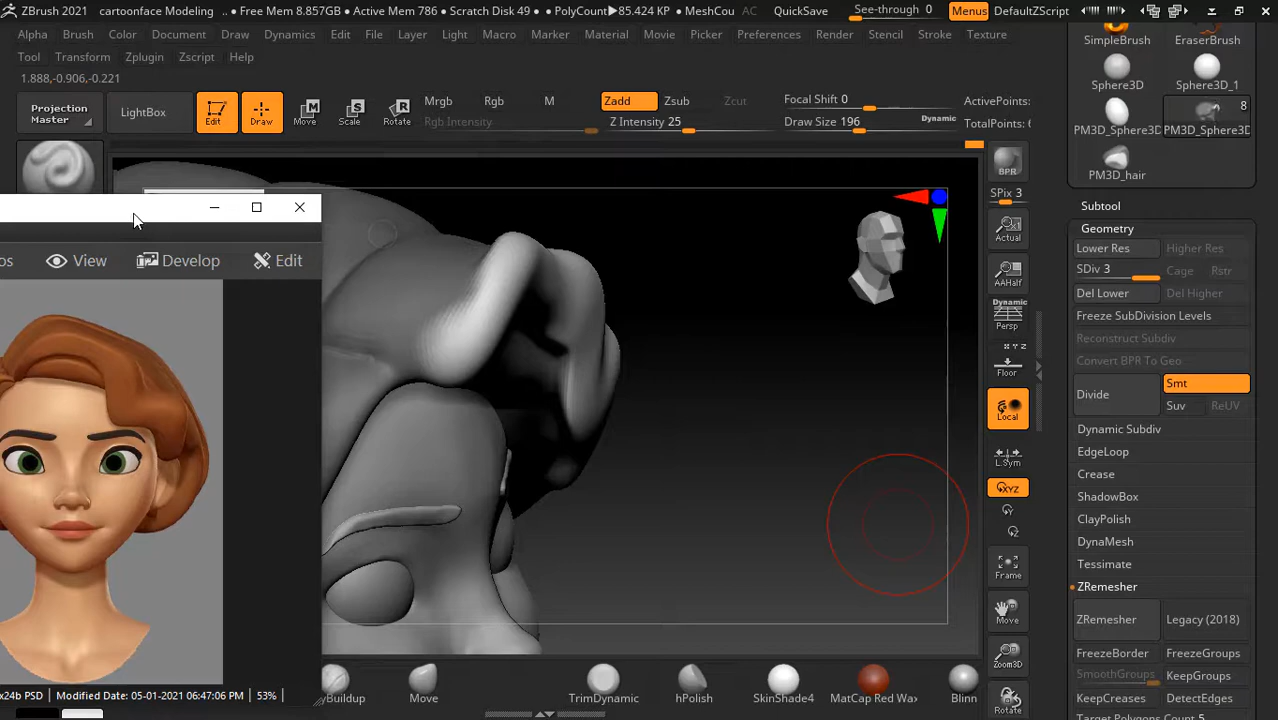 ZBrush 2021 cartoonface Modeling .. • Free Mem 8.857GB • Active Mem 786 • Scratch Disk 49 • PolyCount▸85.424 KP • MeshCou AC QuickSave See-through 0 Menus DefaultZScript
Alpha Brush Color Document Draw Dynamics Edit File Layer Light Macro Marker Material Movie Picker Preferences Render Stencil Stroke Texture
Tool Transform Zplugin Zscript Help
1.888,-0.906,-0.221
Projection Master
LightBox
Edit
Draw
Move
Scale
Rotate
Mrgb Rgb M
Rgb Intensity
Zadd Zsub Zcut
Z Intensity 25
Focal Shift 0
Draw Size 196 Dynamic
ActivePoints:
TotalPoints: 6
SimpleBrush EraserBrush
Sphere3D Sphere3D_1
8
PM3D_Sphere3D PM3D_Sphere3D
PM3D_hair
Subtool
Geometry
Lower Res Higher Res
SDiv 3 Cage Rstr
Del Lower Del Higher
Freeze SubDivision Levels
Reconstruct Subdiv
Convert BPR To Geo
Divide Smt
Suv ReUV
Dynamic Subdiv
EdgeLoop
Crease
ShadowBox
ClayPolish
DynaMesh
Tessimate
ZRemesher
ZRemesher Legacy (2018)
FreezeBorder FreezeGroups
SmoothGroups KeepGroups
KeepCreases DetectEdges
Target Polygons Count 5
BPR
SPix 3
Actual
AAHalf
Dynamic
Persp
X Y Z
Floor
Local
L.Sym
XYZ
Y
Z
Frame
Move
Zoom3D
Rotate
os View Develop Edit
x24b PSD Modified Date: 05-01-2021 06:47:06 PM 53%
yBuildup Move TrimDynamic hPolish SkinShade4 MatCap Red Wax Blinn